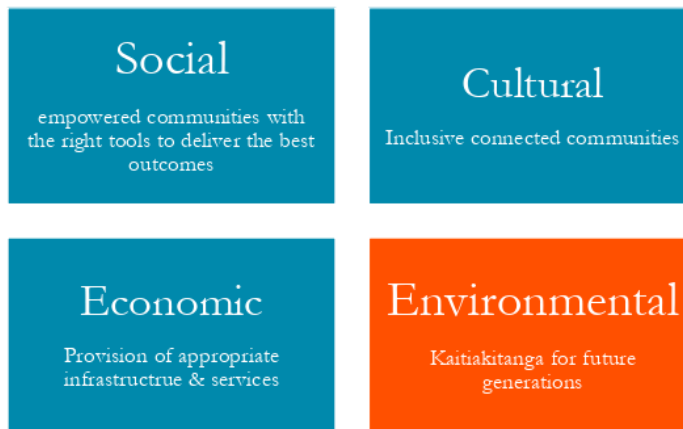 Social
empowered communities with
the right tools to deliver the best
outcomes
Cultural
Inclusive connected communities
Economic
Provision of appropriate
infrastructrue & services
Environmental
Kaitiakitanga for future
generations